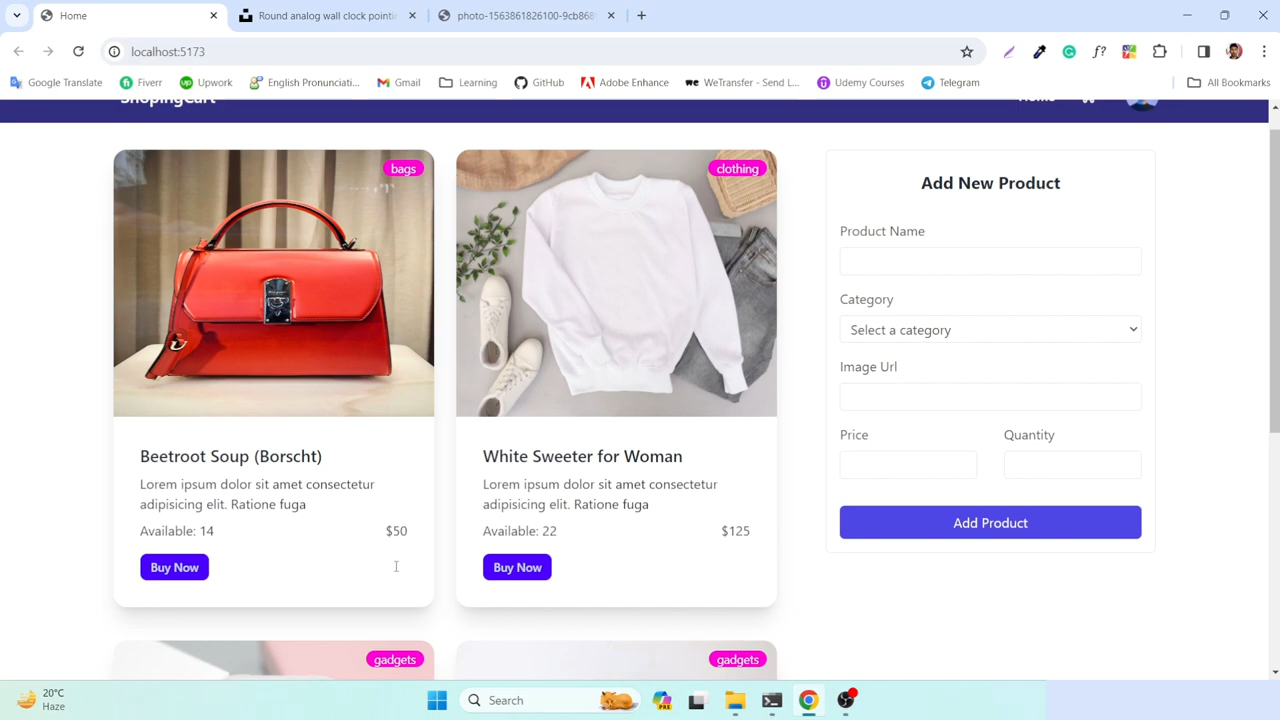 Home
Round analog wall clock pointi
photo-1563861826100-9cb868
localhost:5173
Google Translate
Fiverr
Upwork
English Pronunciati...
Gmail
Learning
GitHub
Adobe Enhance
WeTransfer - Send L...
Udemy Courses
Telegram
All Bookmarks
ShopingCart
Home
bags
clothing
Add New Product
Product Name
Category
Select a category
Image Url
Price
Quantity
Add Product
Beetroot Soup (Borscht)
Lorem ipsum dolor sit amet consectetur
adipisicing elit. Ratione fuga
Available: 14 $50
Buy Now
White Sweeter for Woman
Lorem ipsum dolor sit amet consectetur
adipisicing elit. Ratione fuga
Available: 22 $125
Buy Now
gadgets
gadgets
20°C
Haze
Search